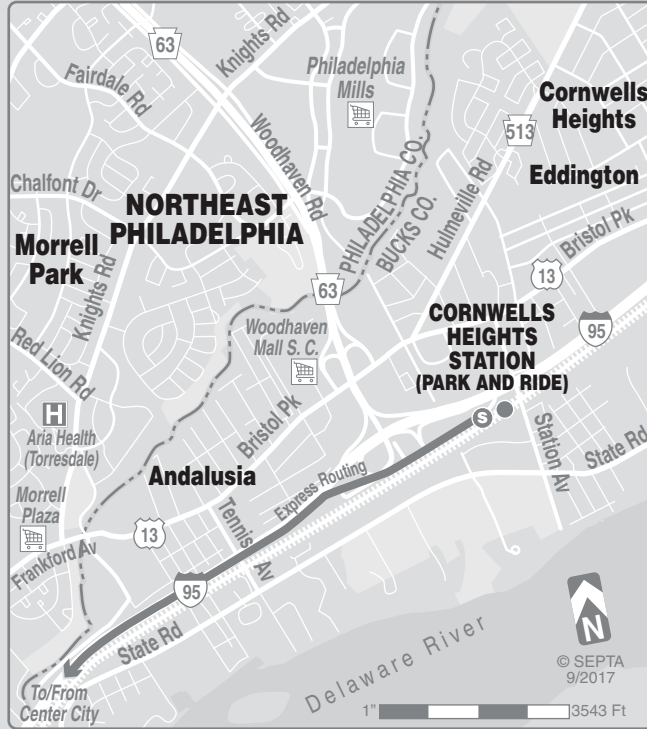 63
Knights Rd
Fairdale Rd
Philadelphia
Mills
Cornwells
Heights
513
Woodhaven Rd
Eddington
Chalfont Dr
NORTHEAST
PHILADELPHIA
PHILADELPHIA CO.
BUCKS CO.
Hulmeville Rd
Bristol Pk
Morrell
Park
Knights Rd
13
63
CORNWELLS
HEIGHTS
STATION
(PARK AND RIDE)
95
Woodhaven
Mall S. C.
Red Lion Rd
S
H
Aria Health
(Torresdale)
Bristol Pk
Station Av
State Rd
Andalusia
Express Routing
Morrell
Plaza
Tennis Av
13
Frankford Av
95
State Rd
N
Delaware River
© SEPTA
9/2017
To/From
Center City
1"
3543 Ft